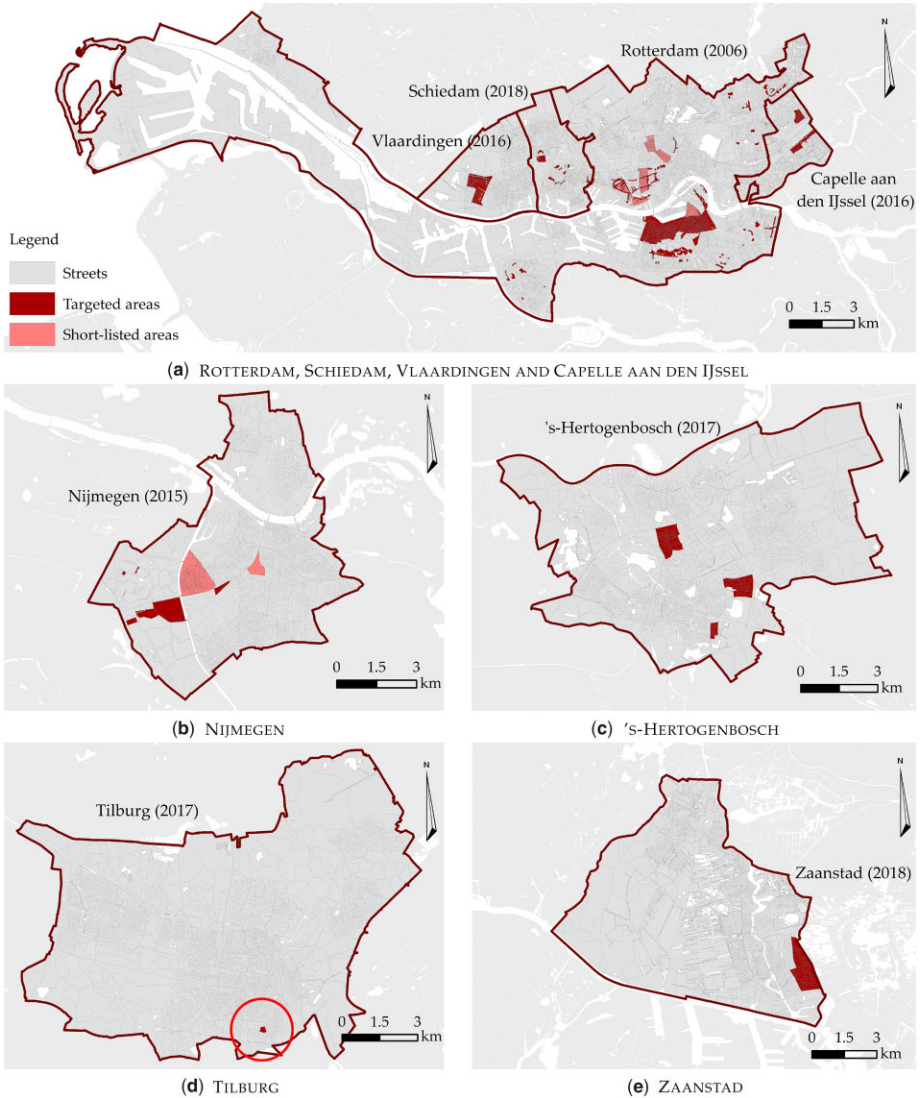 N
Rotterdam (2006)
Schiedam (2018)
Vlaardingen (2016)
Capelle aan
den IJssel (2016)
Legend
Streets
Targeted areas
Short-listed areas
0 1.5 3
km
(a) ROTTERDAM, SCHIEDAM, VLAARDINGEN AND CAPELLE AAN DEN IJSSEL
N
Nijmegen (2015)
0 1.5 3
km
(b) NIJMEGEN
N
's-Hertogenbosch (2017)
0 1.5 3
km
(c) 'S-HERTOGENBOSCH
N
Tilburg (2017)
0 1.5 3
km
(d) TILBURG
N
Zaanstad (2018)
0 1.5 3
km
(e) ZAANSTAD